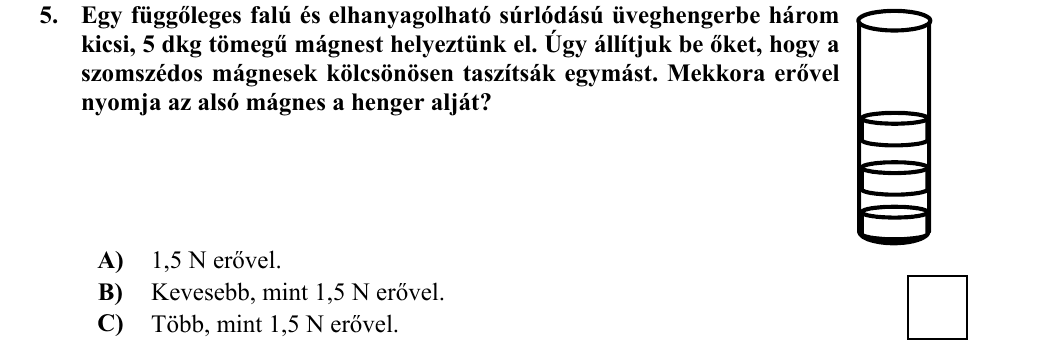 5. Egy függőleges falú és elhanyagolható súrlódású üveghengerbe három
kicsi, 5 dkg tömegű mágnest helyeztünk el. Úgy állítjuk be őket, hogy a
szomszédos mágnesek kölcsönösen taszítsák egymást. Mekkora erővel
nyomja az alsó mágnes a henger alját?
A) 1,5 N erővel.
B) Kevesebb, mint 1,5 N erővel.
C) Több, mint 1,5 N erővel.